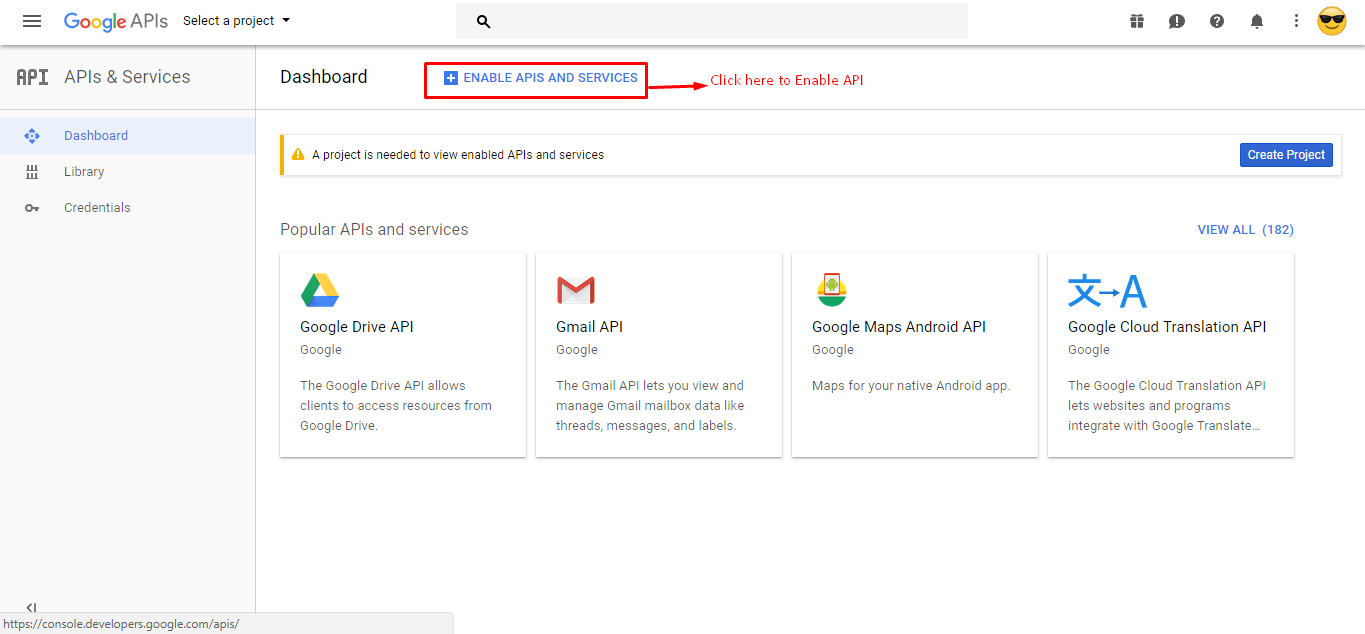 Google APIs Select a project
API APIs & Services
Dashboard
Library
Credentials
Dashboard ENABLE APIS AND SERVICES Click here to Enable API
A project is needed to view enabled APIs and services Create Project
Popular APIs and services VIEW ALL (182)
Google Drive API
Google
The Google Drive API allows
clients to access resources from
Google Drive.
Gmail API
Google
The Gmail API lets you view and
manage Gmail mailbox data like
threads, messages, and labels.
Google Maps Android API
Google
Maps for your native Android app.
文→A
Google Cloud Translation API
Google
The Google Cloud Translation API
lets websites and programs
integrate with Google Translate...
https://console.developers.google.com/apis/